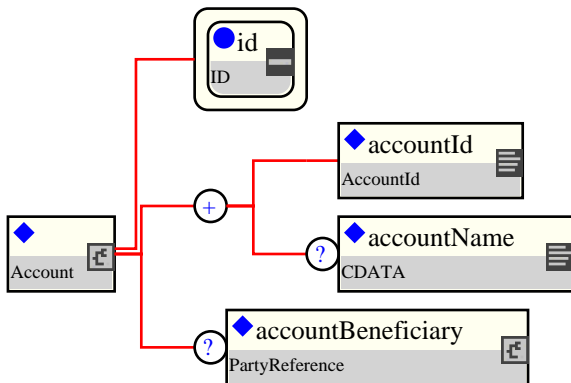 id
ID
accountId
AccountId
+
accountName
?
CDATA
Account
accountBeneficiary
?
PartyReference